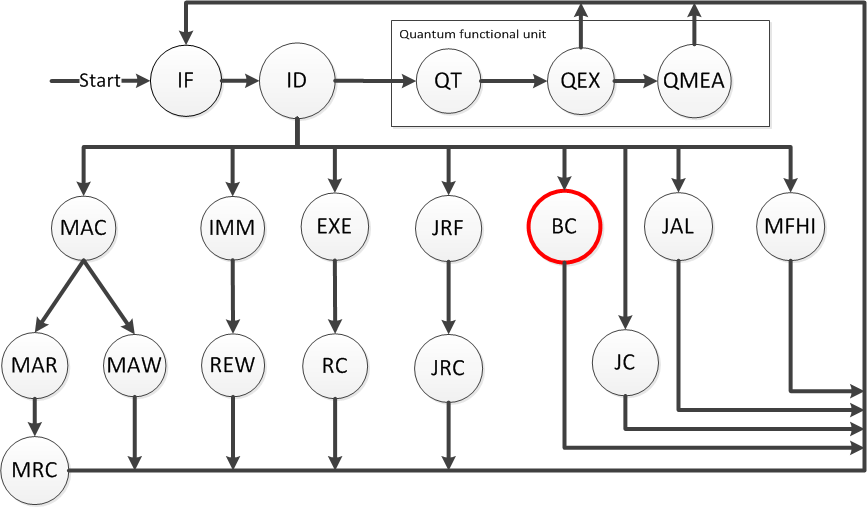 Quantum functional unit
Start
IF
ID
QT
QEX
QMEA
MAC
IMM
EXE
JRF
BC
JAL
MFHI
MAR
MAW
REW
RC
JRC
JC
MRC